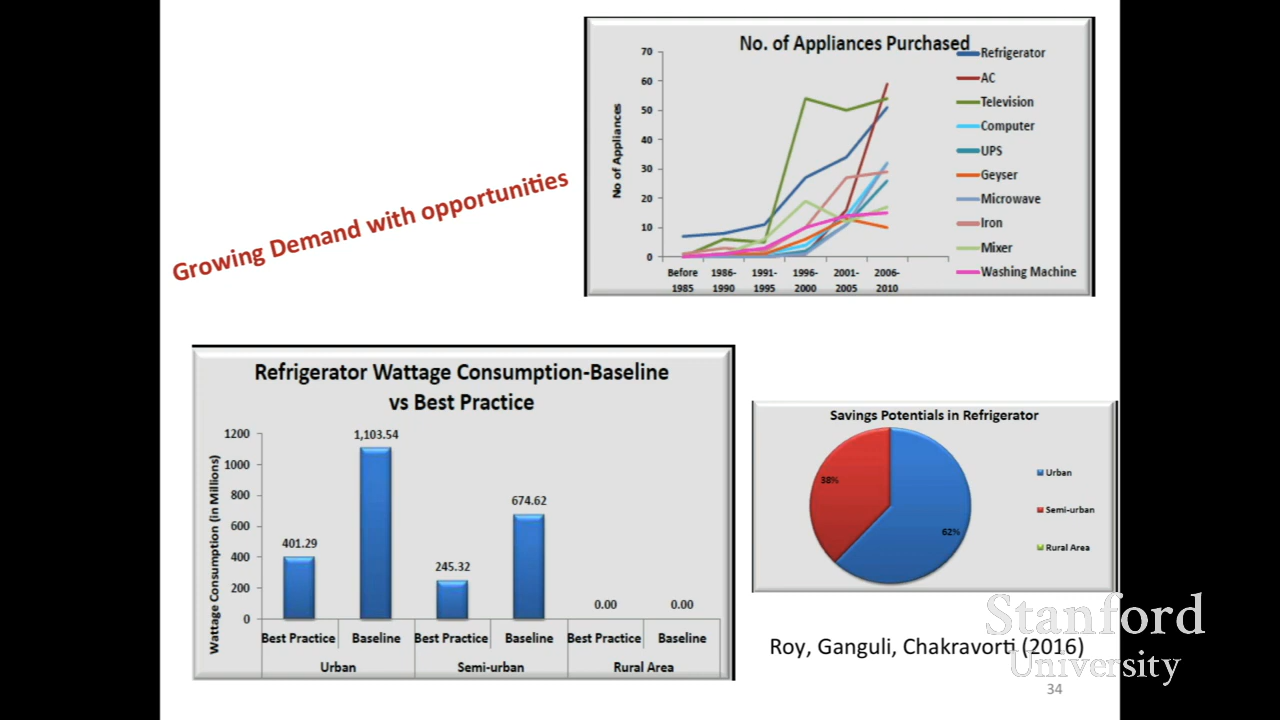 Growing Demand with opportunities
No. of Appliances Purchased
No of Appliances
70
60
50
40
30
20
10
0
Before 1985
1986-1990
1991-1995
1996-2000
2001-2005
2006-2010
Refrigerator
AC
Television
Computer
UPS
Geyser
Microwave
Iron
Mixer
Washing Machine
Refrigerator Wattage Consumption-Baseline
vs Best Practice
Wattage Consumption (in Millions)
1200
1000
800
600
400
200
0
401.29
1,103.54
245.32
674.62
0.00
0.00
Best Practice
Baseline
Best Practice
Baseline
Best Practice
Baseline
Urban
Semi-urban
Rural Area
Savings Potentials in Refrigerator
38%
62%
Urban
Semi-urban
Rural Area
Roy, Ganguli, Chakravorti (2016)
Stanford
University
34